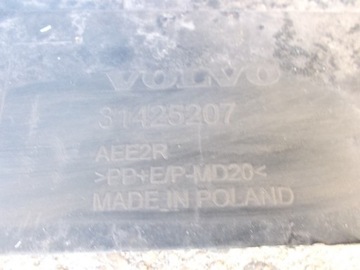 VOLVO
31425207
AEE2R
>PP+E/P-MD20<
MADE IN POLAND